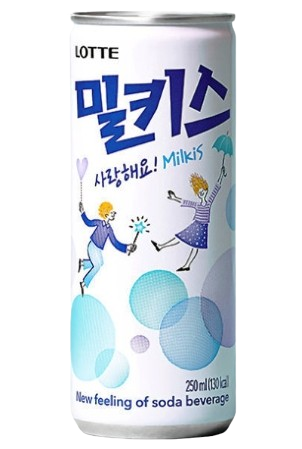 LOTTE
밀키스
사랑해요! Milkis
250ml(130 kcal)
New feeling of soda beverage